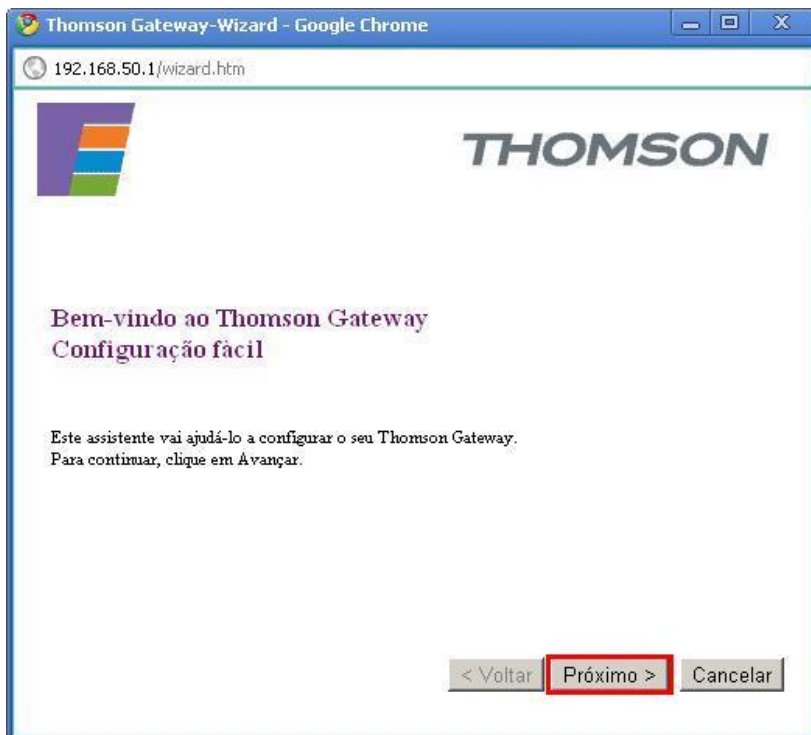 Thomson Gateway-Wizard - Google Chrome
192.168.50.1/wizard.htm
THOMSON
Bem-vindo ao Thomson Gateway
Configuração fàcil
Este assistente vai ajudá-lo a configurar o seu Thomson Gateway.
Para continuar, clique em Avançar.
< Voltar Próximo > Cancelar